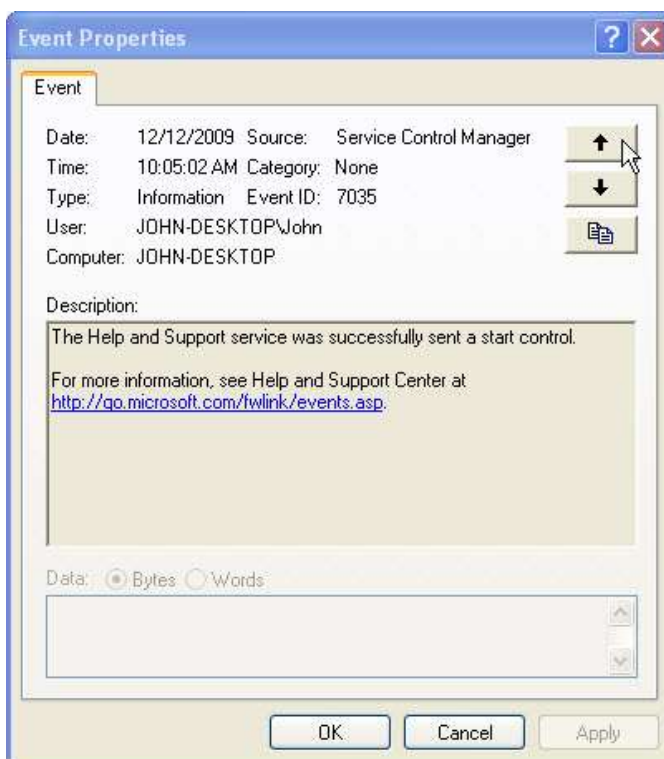 Event Properties
Event
Date: 12/12/2009 Source: Service Control Manager
Time: 10:05:02 AM Category: None
Type: Information Event ID: 7035
User: JOHN-DESKTOP\John
Computer: JOHN-DESKTOP
Description:
The Help and Support service was successfully sent a start control.
For more information, see Help and Support Center at
http://go.microsoft.com/fwlink/events.asp.
Data: Bytes Words
OK Cancel Apply